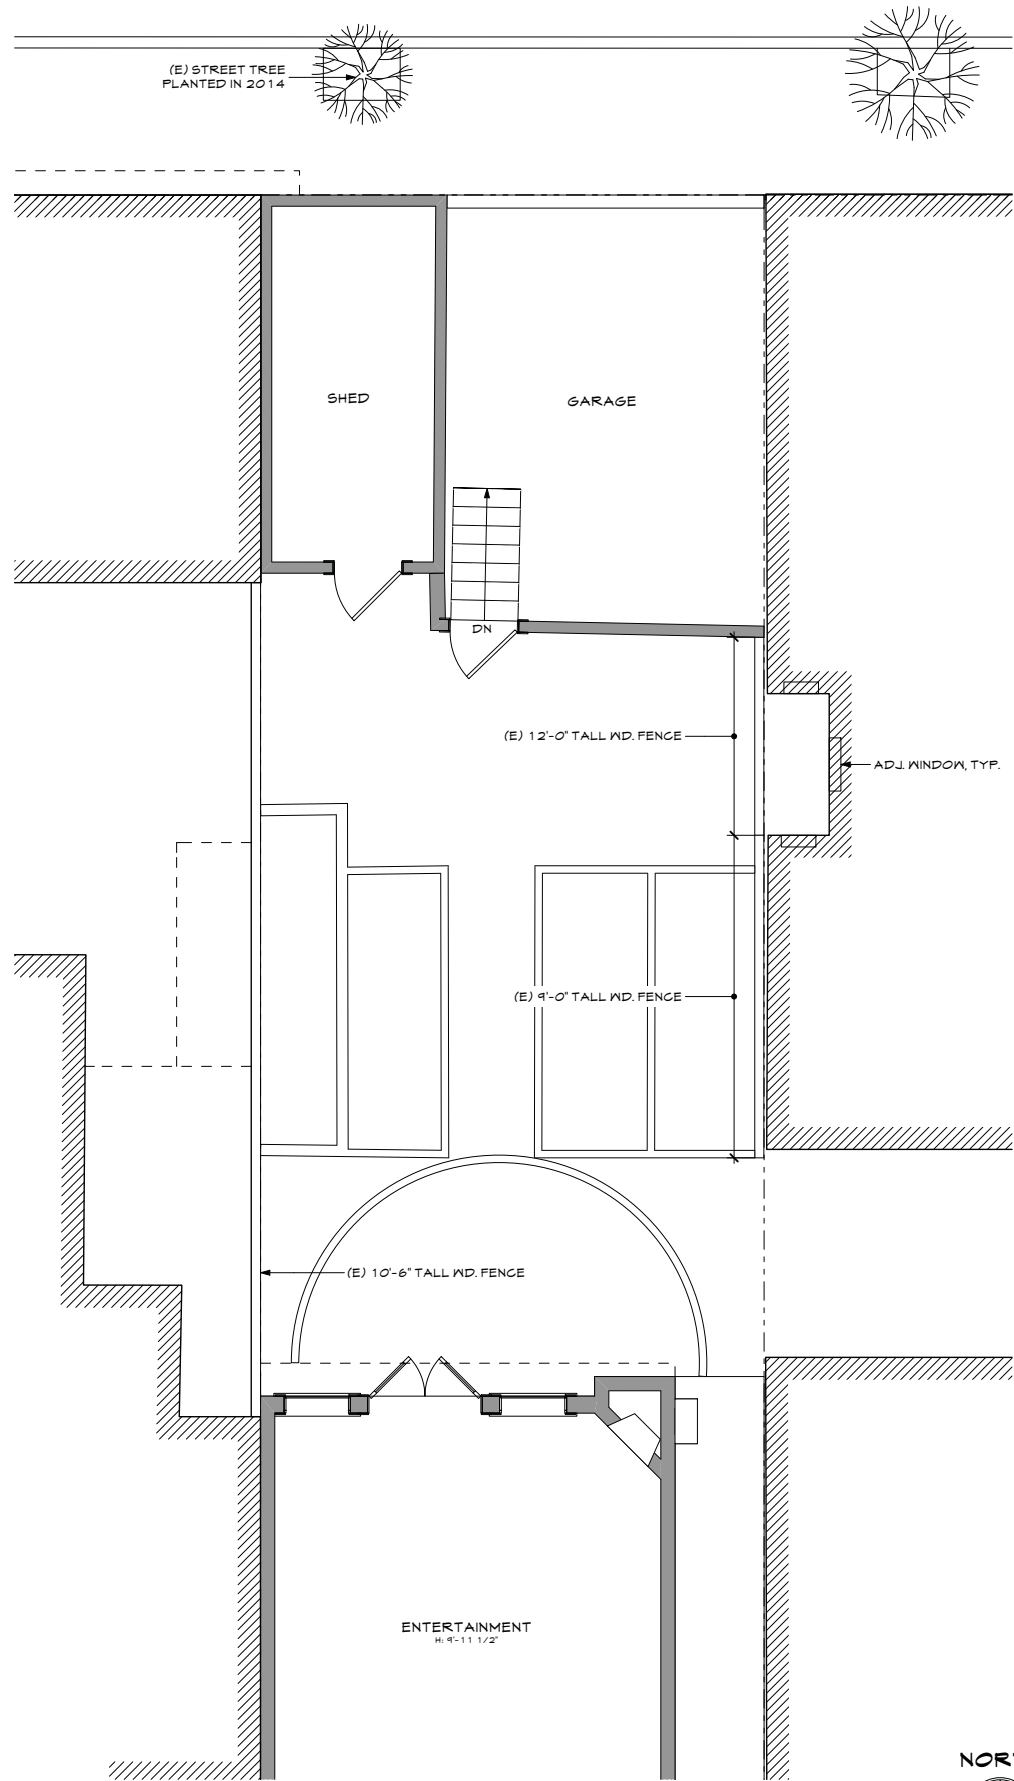 (E) STREET TREE
PLANTED IN 2014
SHED
GARAGE
DN
(E) 12'-0" TALL WD. FENCE
ADJ. WINDOW, TYP.
(E) 9'-0" TALL WD. FENCE
(E) 10'-6" TALL WD. FENCE
ENTERTAINMENT
H: 9'-11 1/2"